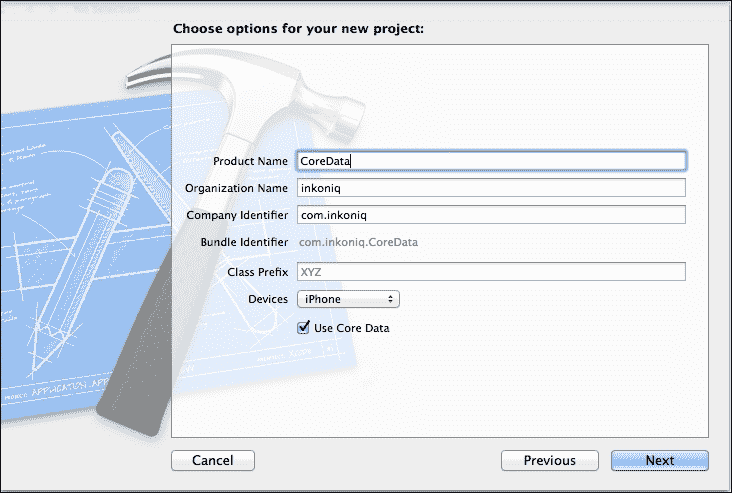 Choose options for your new project:
Product Name CoreData
Organization Name inkoniq
Company Identifier com.inkoniq
Bundle Identifier com.inkoniq.CoreData
Class Prefix XYZ
Devices iPhone
Use Core Data
Cancel Previous Next